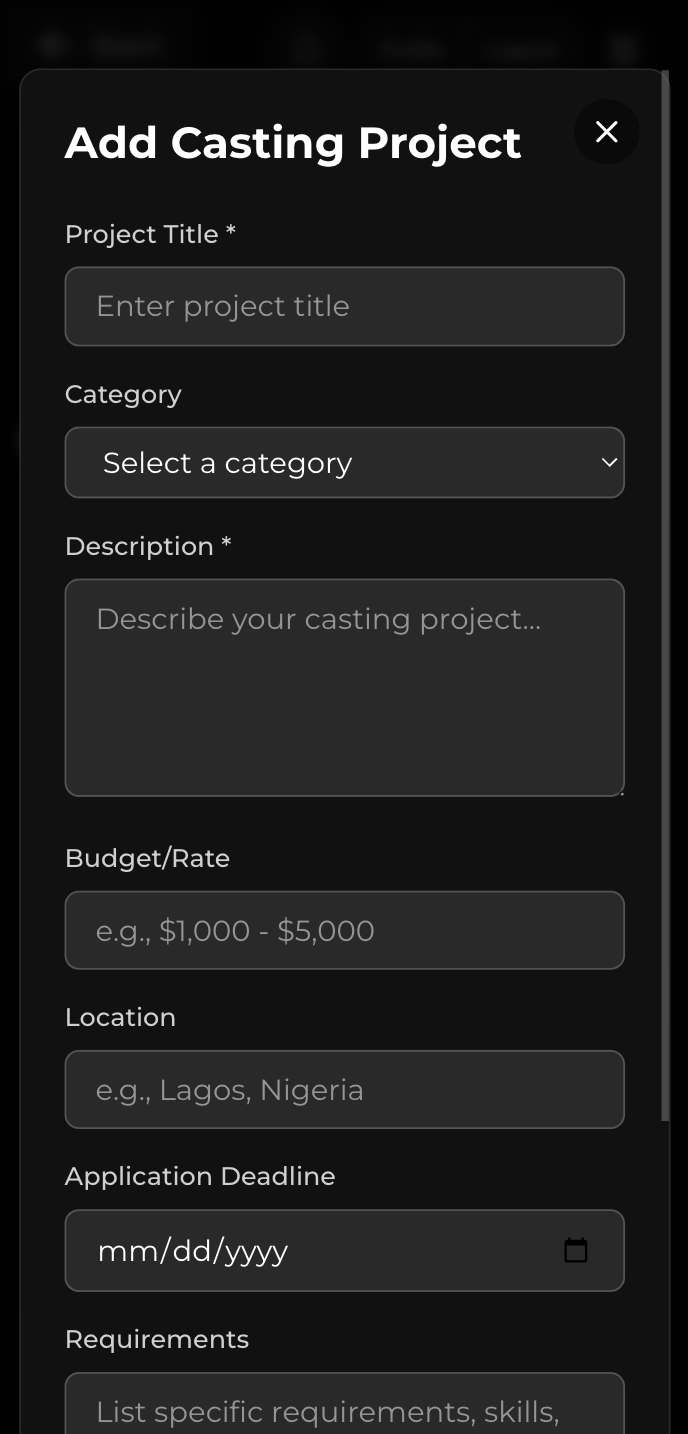 Add Casting Project
Project Title *
Enter project title
Category
Select a category
Description *
Describe your casting project...
Budget/Rate
e.g., $1,000 - $5,000
Location
e.g., Lagos, Nigeria
Application Deadline
mm/dd/yyyy
Requirements
List specific requirements, skills,